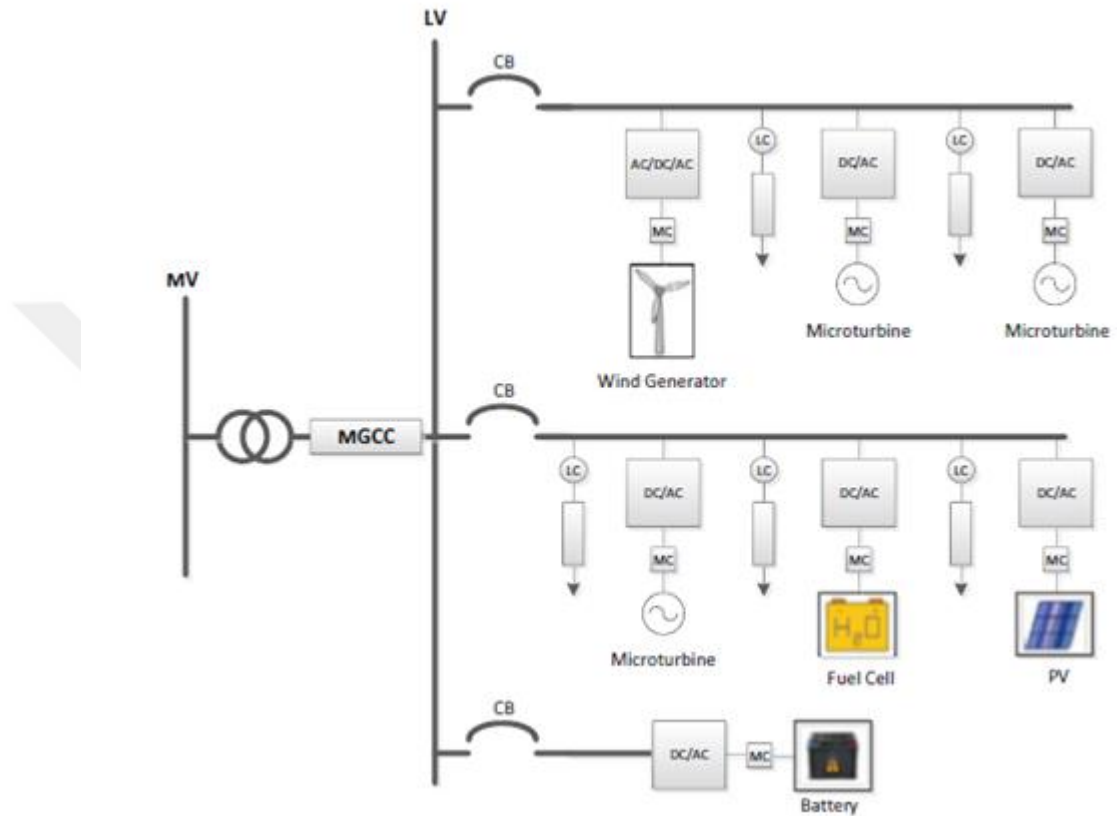 LV
CB
AC/DC/AC
LC
DC/AC
LC
DC/AC
MC
MC
MC
Wind Generator
Microturbine
Microturbine
MV
CB
MGCC
LC
DC/AC
LC
DC/AC
LC
DC/AC
MC
MC
MC
H2O
Microturbine
Fuel Cell
PV
CB
DC/AC
MC
Battery